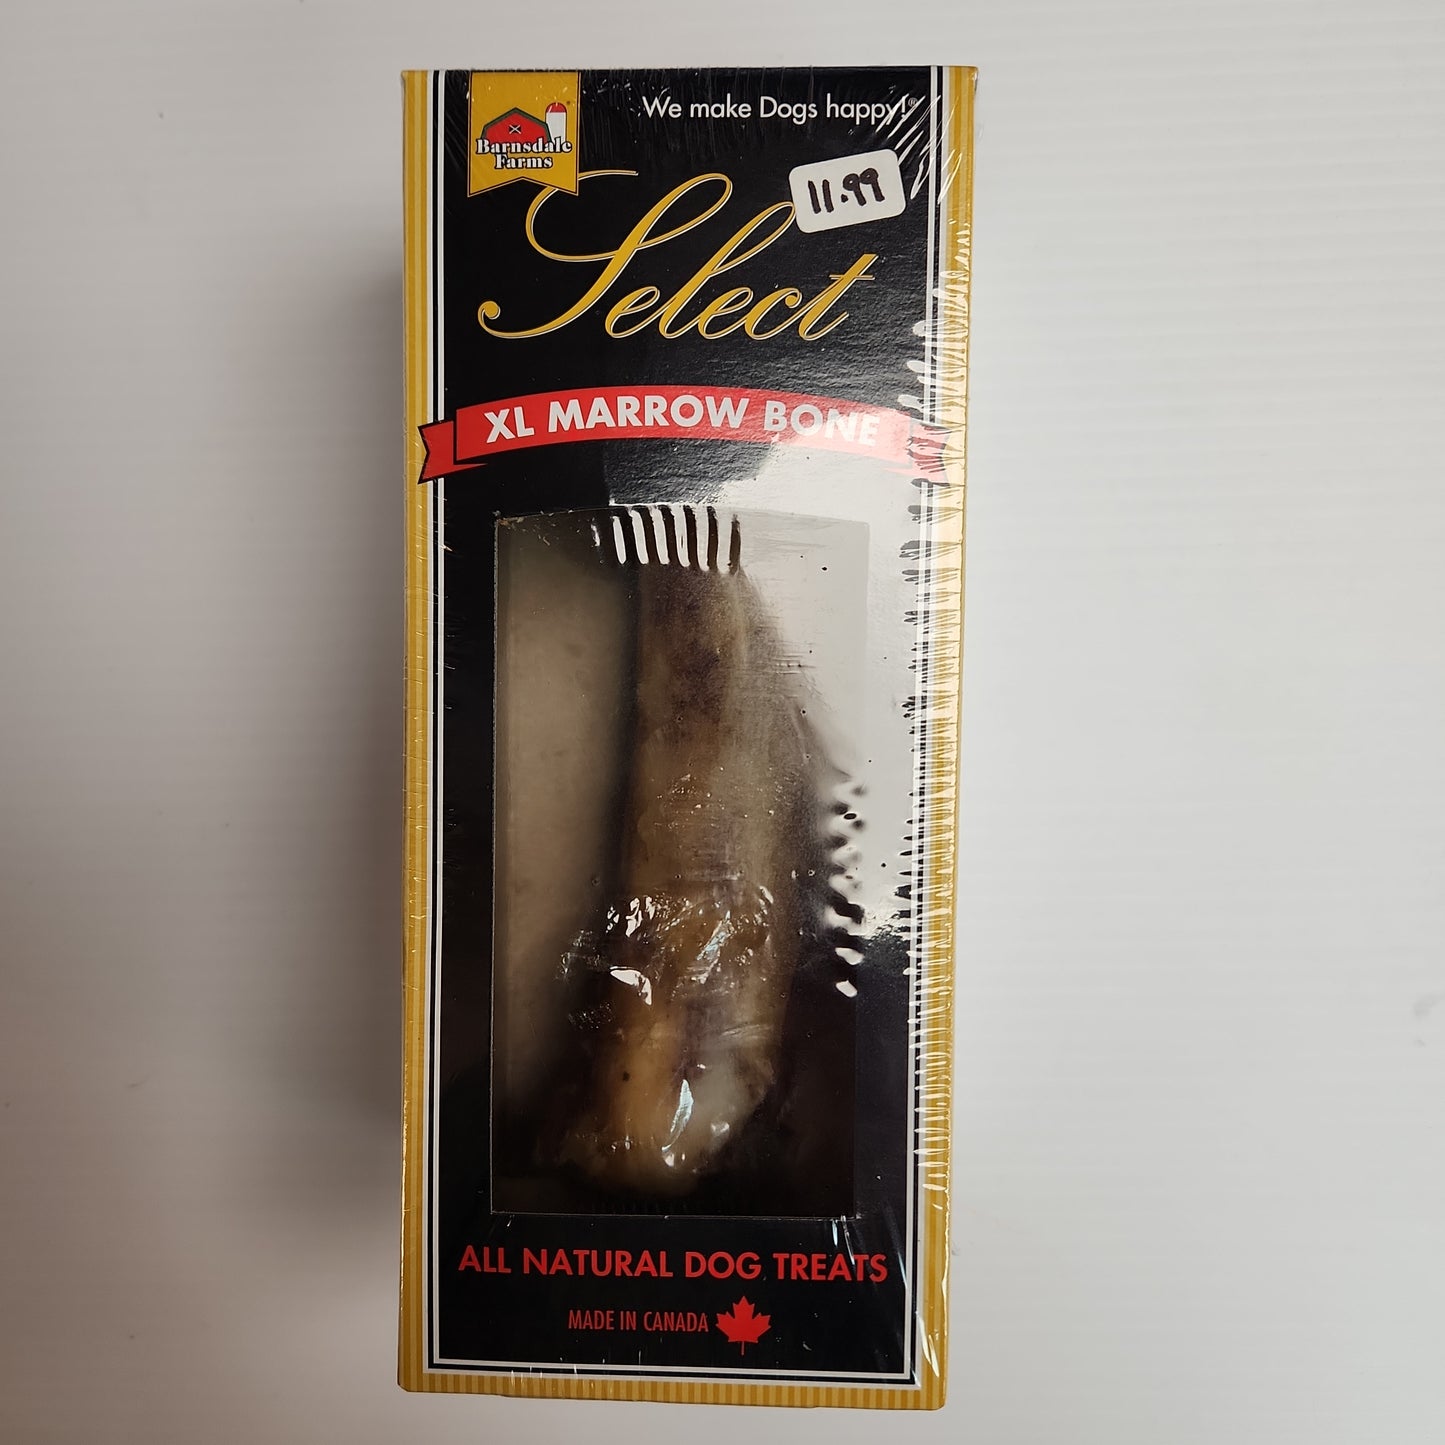 We make Dogs happy!®
Barnsdale
Farms
11.99
Select
XL MARROW BONE
ALL NATURAL DOG TREATS
MADE IN CANADA